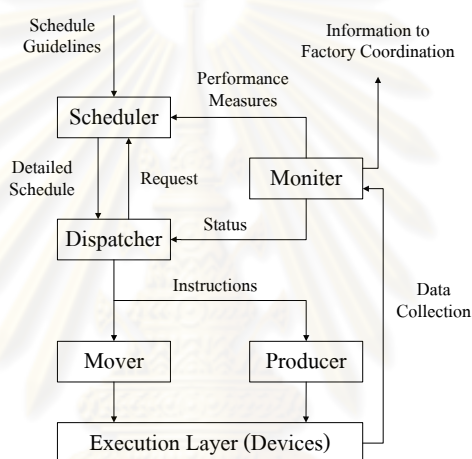 Schedule
Guidelines
Information to
Factory Coordination
Performance
Measures
Scheduler
Detailed
Schedule
Request
Moniter
Status
Dispatcher
Instructions
Data
Collection
Mover
Producer
Execution Layer (Devices)